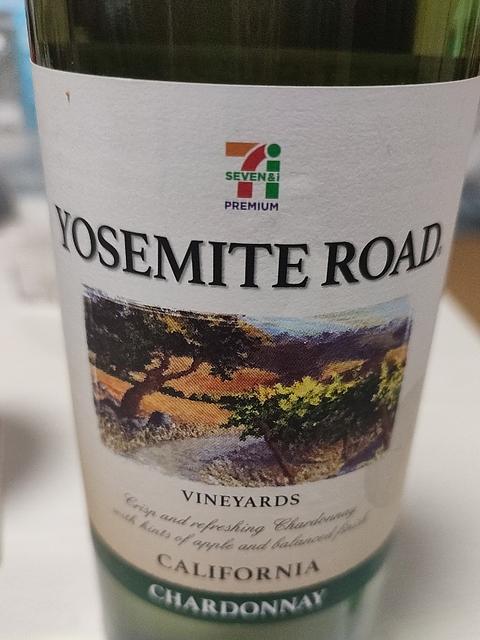 SEVEN&i
PREMIUM
YOSEMITE ROAD®
VINEYARDS
Crisp and refreshing Chardonnay
with hints of apple and balanced finish
CALIFORNIA
CHARDONNAY